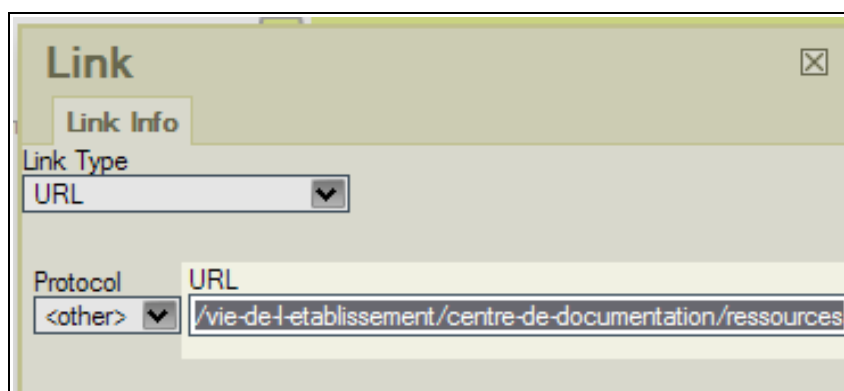 Link
Link Info
Link Type
URL
Protocol
URL
<other>
/vie-de-l-etablissement/centre-de-documentation/ressources